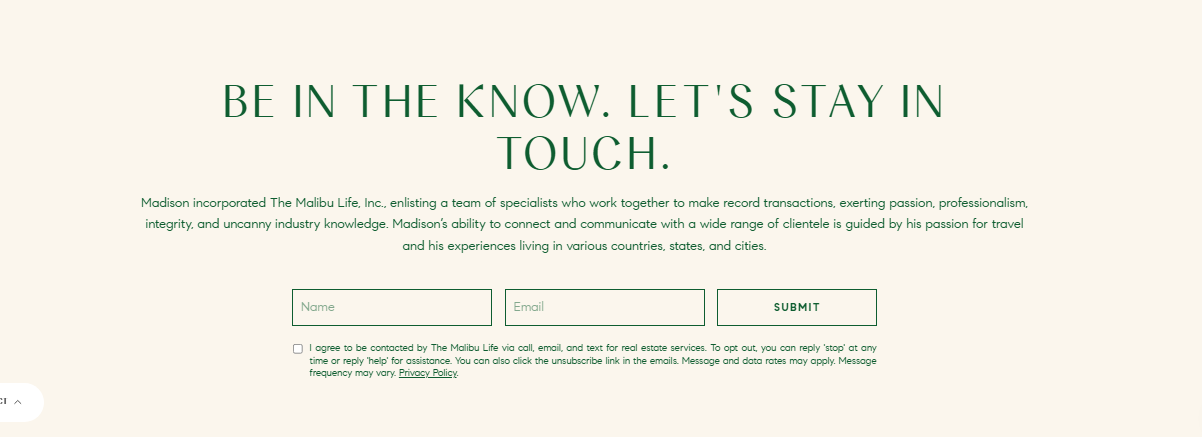 BE IN THE KNOW. LET'S STAY IN
TOUCH.
Madison incorporated The Malibu Life, Inc., enlisting a team of specialists who work together to make record transactions, exerting passion, professionalism,
integrity, and uncanny industry knowledge. Madison’s ability to connect and communicate with a wide range of clientele is guided by his passion for travel
and his experiences living in various countries, states, and cities.
Name
Email
SUBMIT
I agree to be contacted by The Malibu Life via call, email, and text for real estate services. To opt out, you can reply 'stop' at any
time or reply 'help' for assistance. You can also click the unsubscribe link in the emails. Message and data rates may apply. Message
frequency may vary. Privacy Policy.